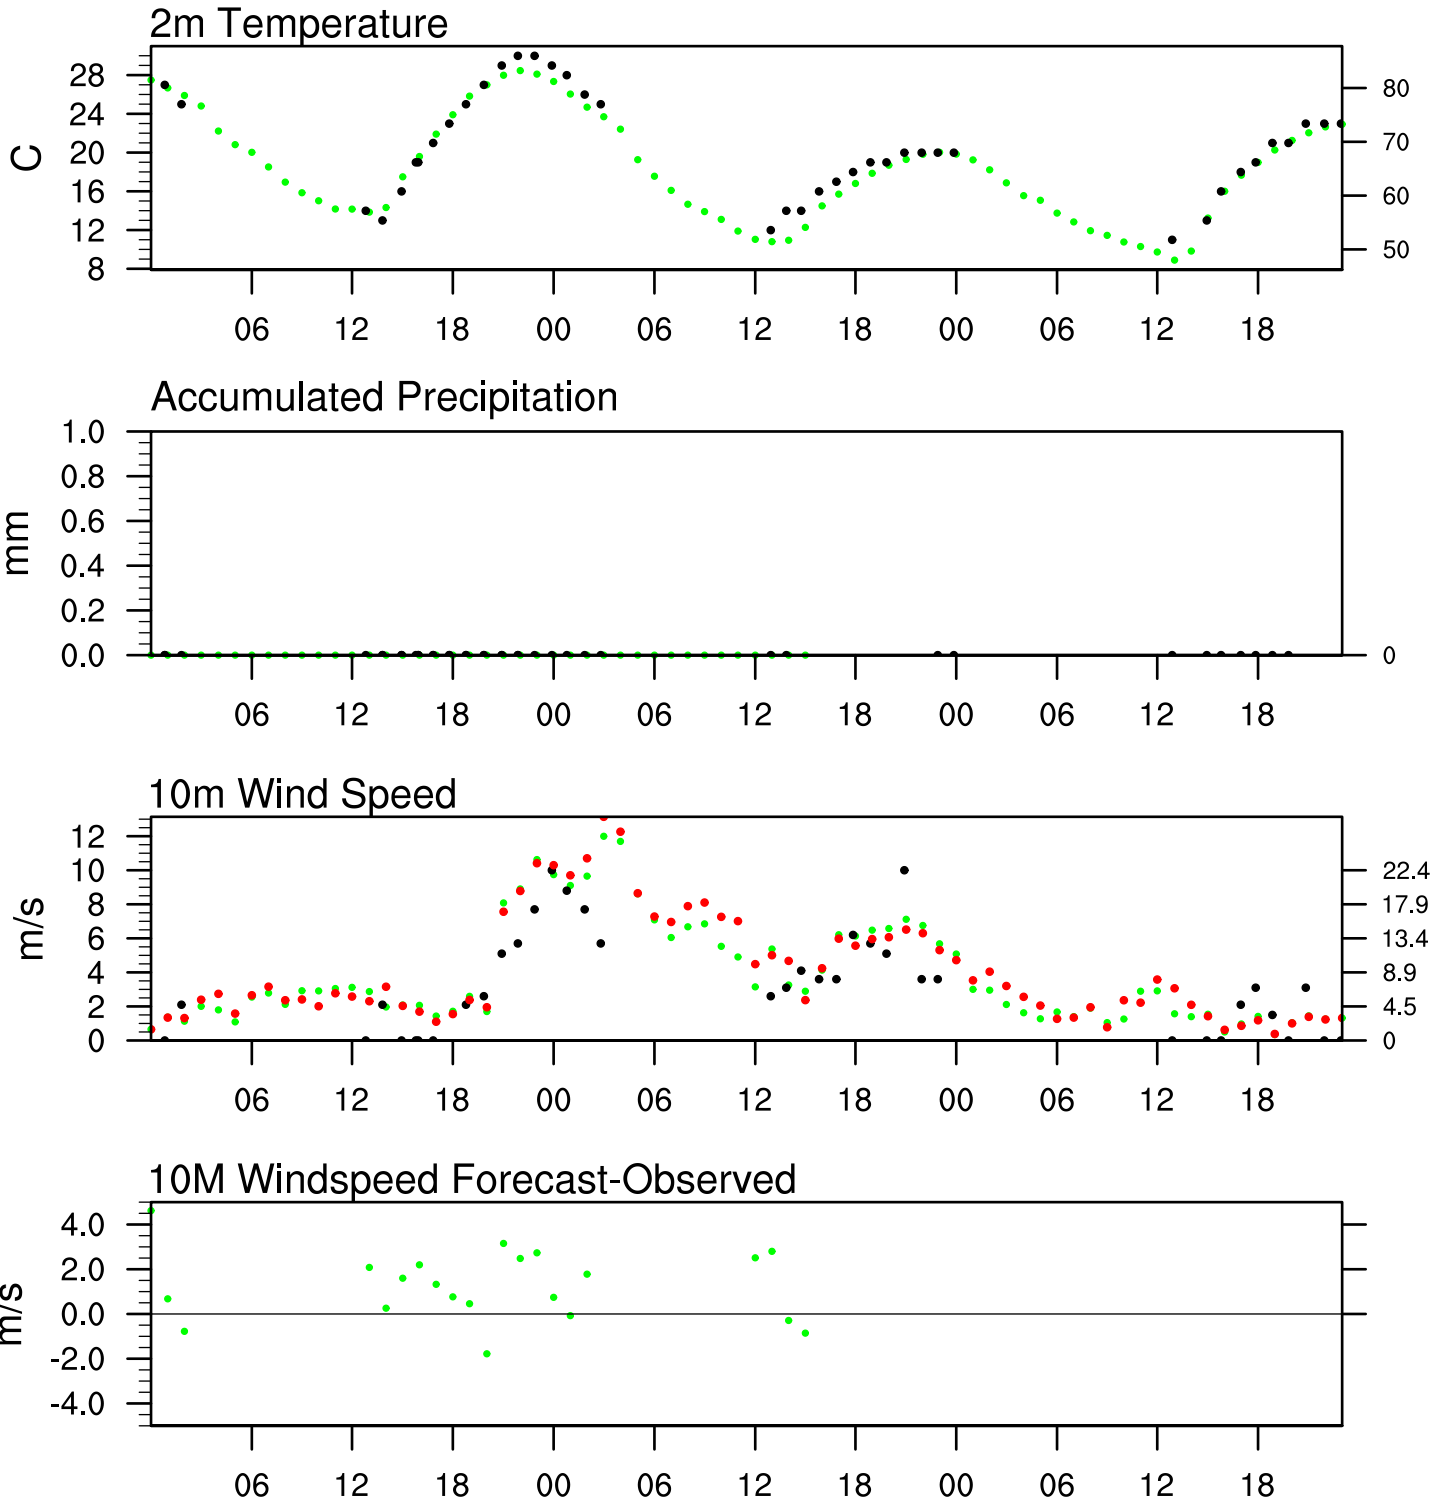 2m Temperature
C
28
24
20
16
12
8
80
70
60
50
06 12 18 00 06 12 18 00 06 12 18
Accumulated Precipitation
mm
1.0
0.8
0.6
0.4
0.2
0.0
0
06 12 18 00 06 12 18 00 06 12 18
10m Wind Speed
m/s
12
10
8
6
4
2
0
22.4
17.9
13.4
8.9
4.5
0
06 12 18 00 06 12 18 00 06 12 18
10M Windspeed Forecast-Observed
m/s
4.0
2.0
0.0
-2.0
-4.0
06 12 18 00 06 12 18 00 06 12 18